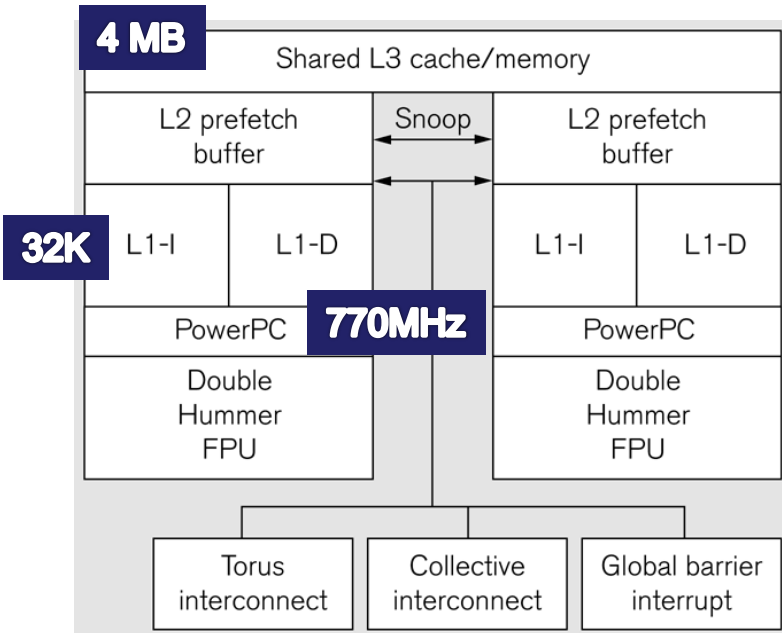 4 MB
Shared L3 cache/memory
L2 prefetch
buffer
Snoop
L2 prefetch
buffer
32K
L1-I
L1-D
L1-I
L1-D
PowerPC
770MHz
PowerPC
Double
Hummer
FPU
Double
Hummer
FPU
Torus
interconnect
Collective
interconnect
Global barrier
interrupt